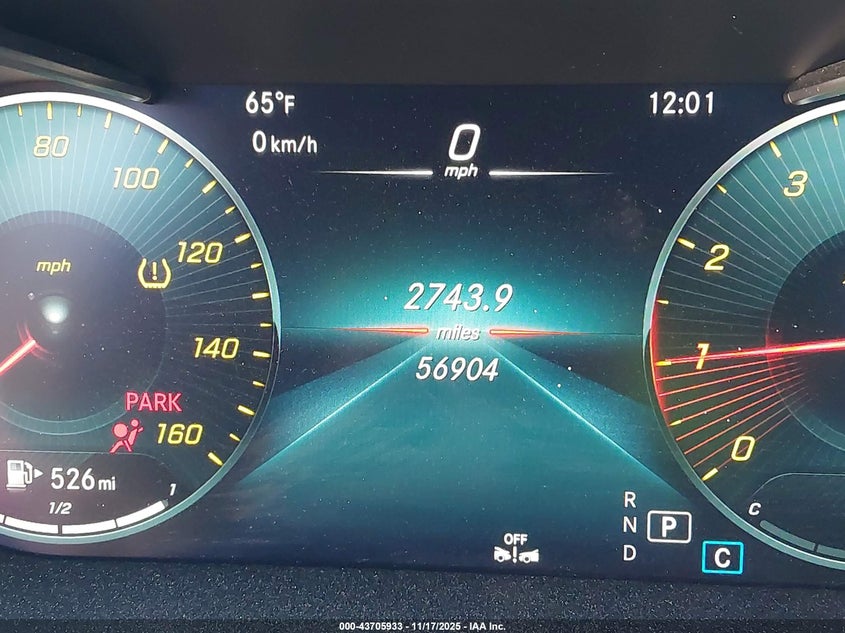 65°F
12:01
0 km/h
0
mph
80
100
120
140
160
mph
PARK
526 mi
1/2
1
2743.9
miles
56904
3
2
1
0
C
R
N
P
D
C
OFF
000-43705933 - 11/17/2025 - IAA Inc.